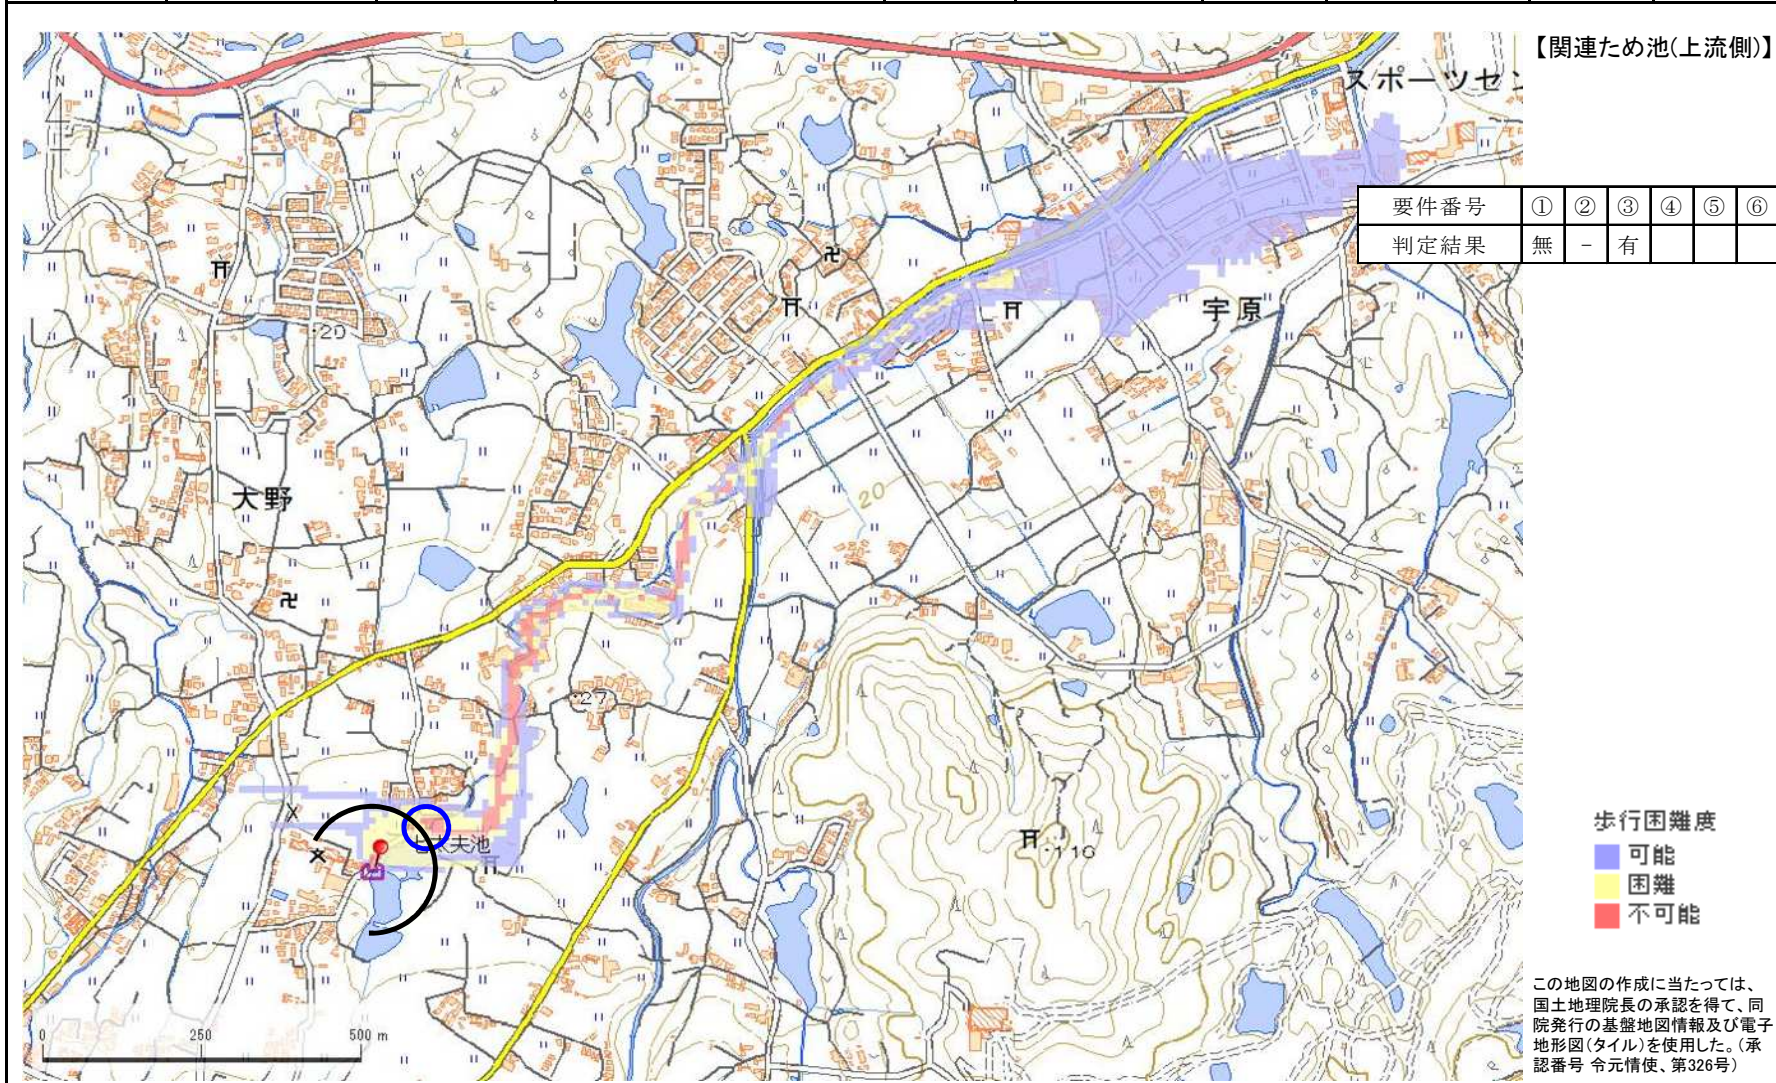 【関連ため池(上流側)】
スポーツセン
要件番号 ① ② ③ ④ ⑤ ⑥
判定結果 無 - 有
N
宇原
・20
20
大野
・27
夫池
・116
歩行困難度
可能
困難
不可能
0 250 500 m
この地図の作成に当たっては、
国土地理院長の承認を得て、同
院発行の基盤地図情報及び電子
地形図(タイル)を使用した。(承
認番号 令元情使、第326号)